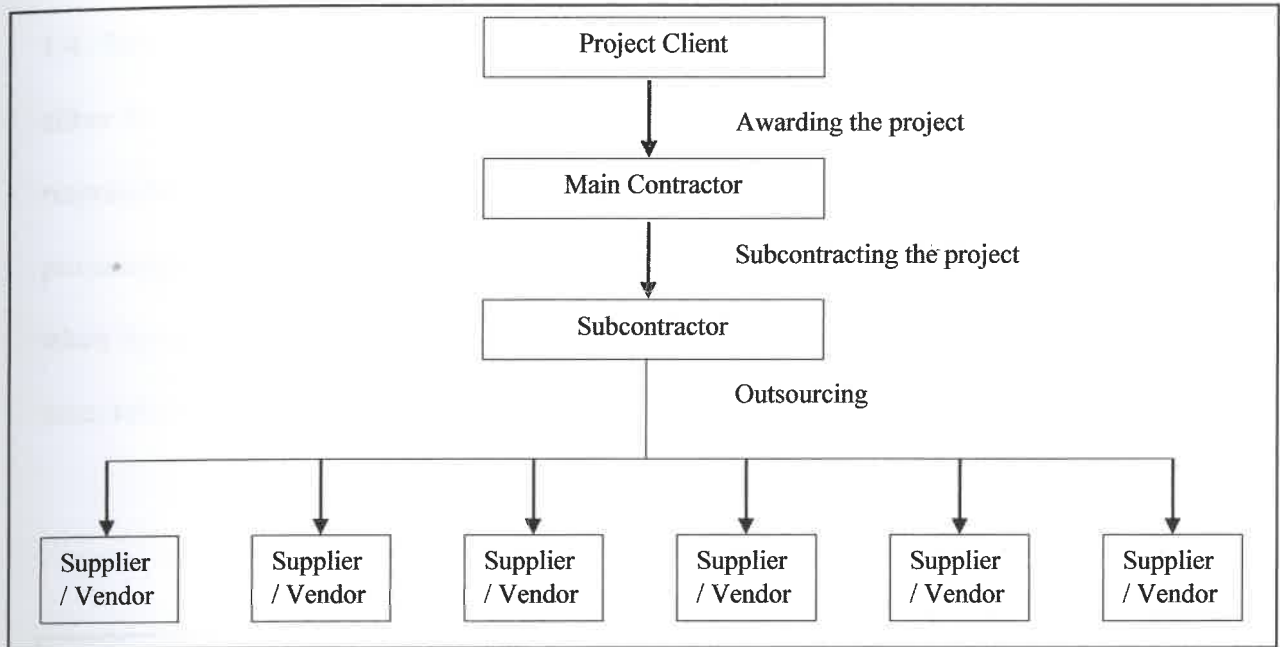 Project Client
Awarding the project
Main Contractor
Subcontracting the project
Subcontractor
Outsourcing
Supplier
/ Vendor
Supplier
/ Vendor
Supplier
/ Vendor
Supplier
/ Vendor
Supplier
/ Vendor
Supplier
/ Vendor